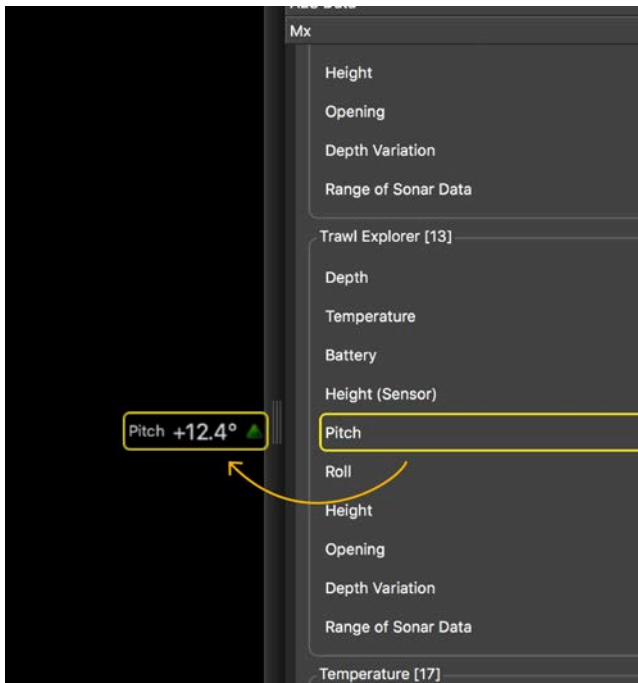 Mx
Height
Opening
Depth Variation
Range of Sonar Data
Trawl Explorer [13]
Depth
Temperature
Battery
Height (Sensor)
Pitch +12.4°
Pitch
Roll
Height
Opening
Depth Variation
Range of Sonar Data
Temperature [17]